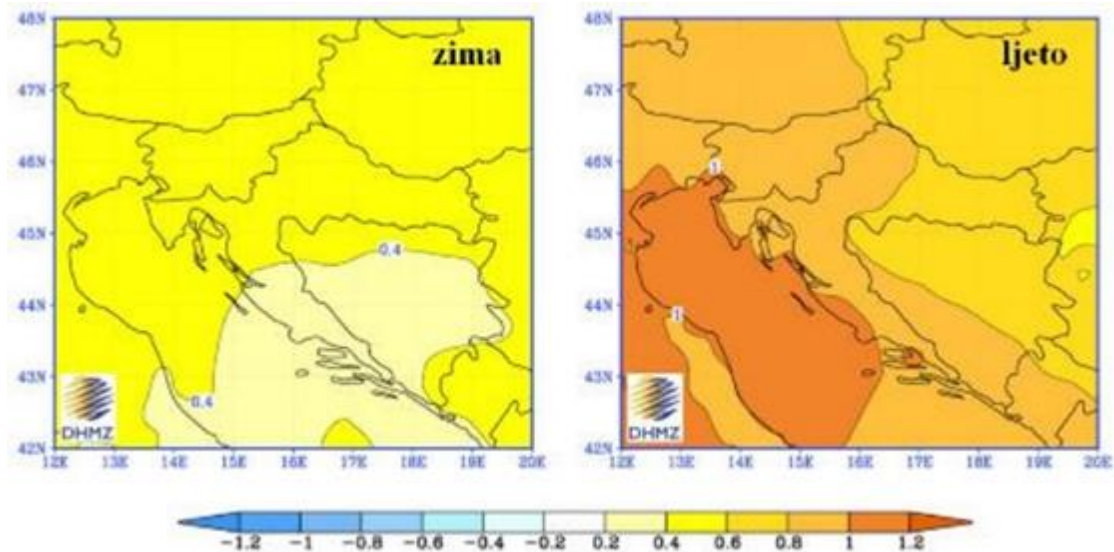 48N
zima
47N
46N
45N
0.4
44N
43N
0.4
DHMZ
42N
12E 13E 14E 15E 16E 17E 18E 19E 20E
48N
ljeto
47N
46N
1
45N
44N
1
43N
DHMZ
42N
12E 13E 14E 15E 16E 17E 18E 19E 20E
-1.2 -1 -0.8 -0.6 -0.4 -0.2 0.2 0.4 0.6 0.8 1 1.2